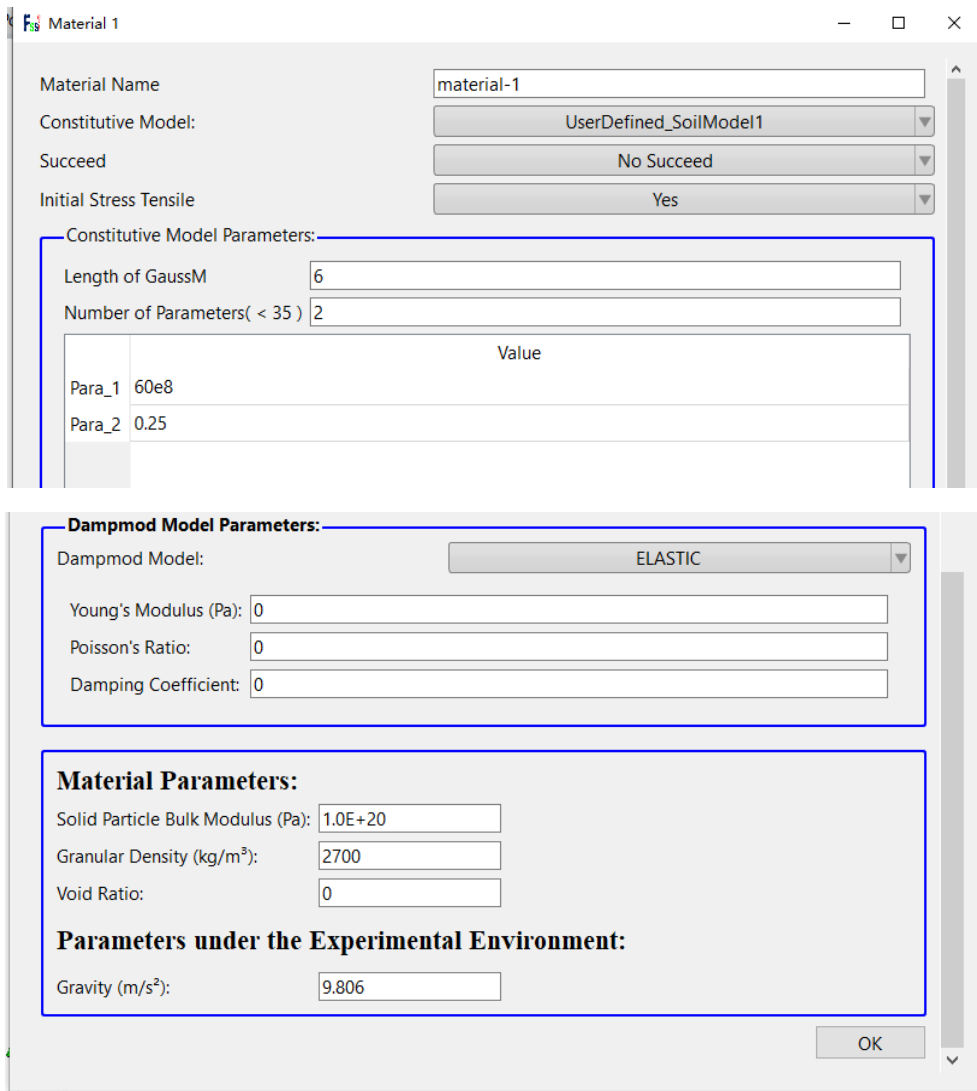 Fssi Material 1
Material Name material-1
Constitutive Model: UserDefined_SoilModel1
Succeed No Succeed
Initial Stress Tensile Yes
Constitutive Model Parameters:
Length of GaussM 6
Number of Parameters( < 35 ) 2
Value
Para_1 60e8
Para_2 0.25
Dampmod Model Parameters:
Dampmod Model: ELASTIC
Young's Modulus (Pa): 0
Poisson's Ratio: 0
Damping Coefficient: 0
Material Parameters:
Solid Particle Bulk Modulus (Pa): 1.0E+20
Granular Density (kg/m³): 2700
Void Ratio: 0
Parameters under the Experimental Environment:
Gravity (m/s²): 9.806
OK